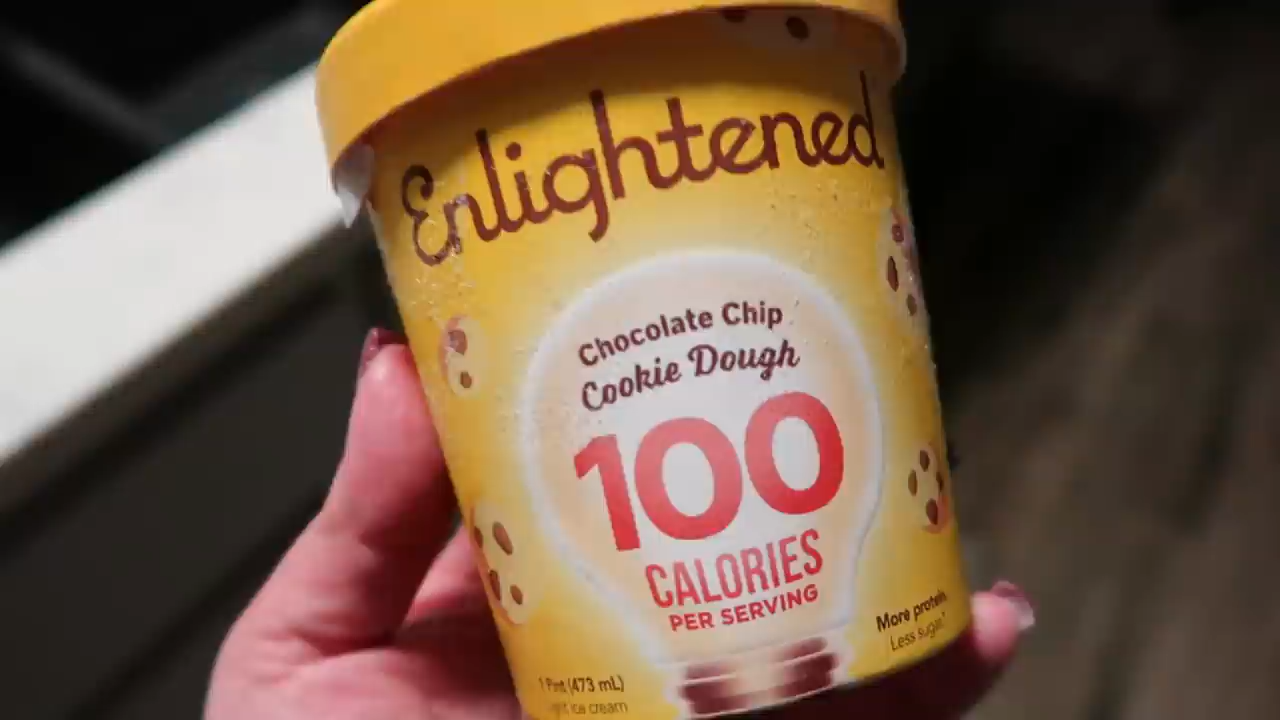 Enlightened
Chocolate Chip
Cookie Dough
100
CALORIES
PER SERVING
More protein
Less sugar*
1 Pint (473 mL)
ice cream